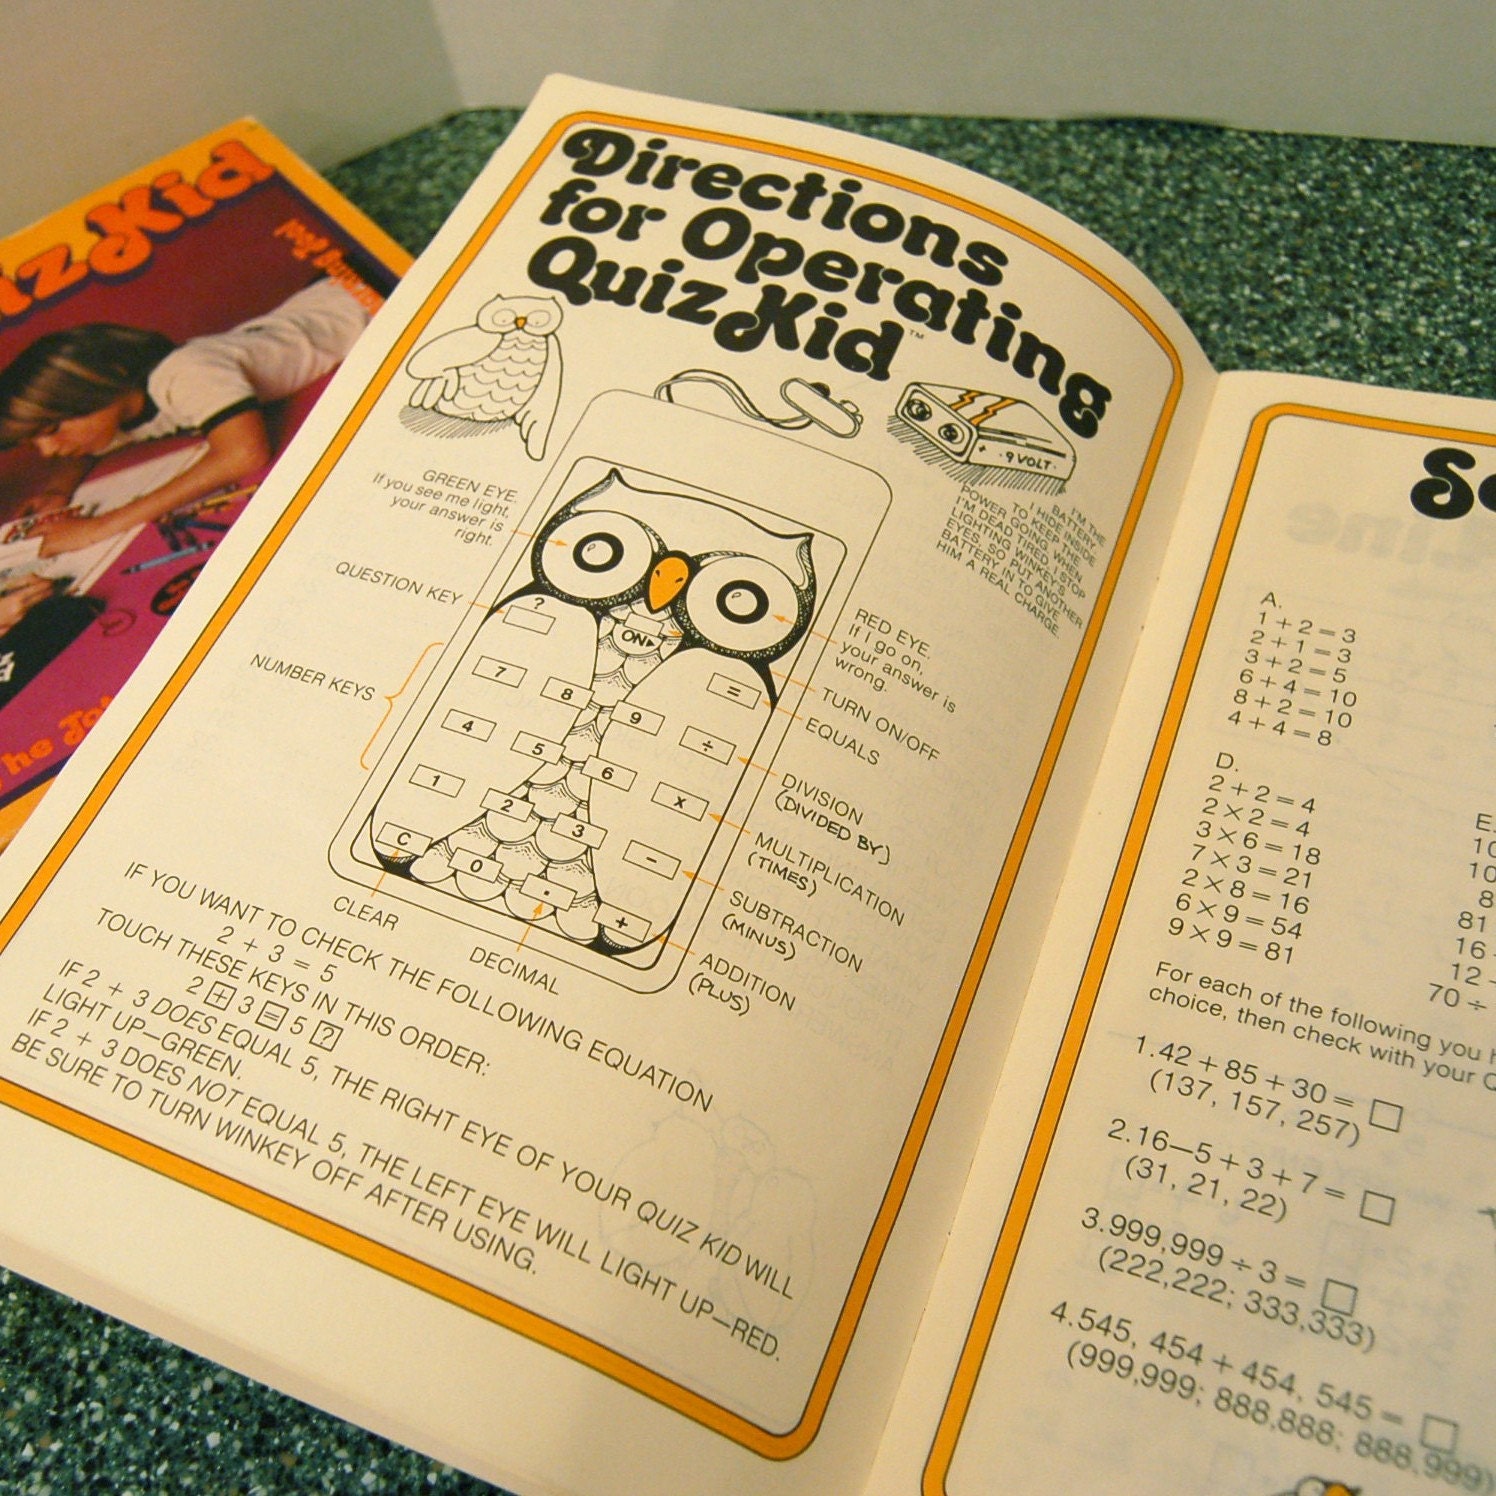 Kid
Directions
for Operating
Quiz Kid™
9 VOLT
I'M THE
BATTERY.
I HIDE INSIDE
TO KEEP THE
POWER GOING. WHEN
I'M DEAD TIRED, I STOP
LIGHTING WINKEY'S
EYES. SO PUT ANOTHER
BATTERY IN TO GIVE
HIM A REAL CHARGE.
GREEN EYE.
If you see me light,
your answer is
right.
QUESTION KEY
NUMBER KEYS
?
ON▸
7
8
9
=
4
5
6
÷
1
2
3
x
C
0
.
−
+
RED EYE.
If I go on,
your answer is
wrong.
TURN ON/OFF
EQUALS
DIVISION
(DIVIDED BY)
MULTIPLICATION
(TIMES)
SUBTRACTION
(MINUS)
ADDITION
(PLUS)
CLEAR
DECIMAL
IF YOU WANT TO CHECK THE FOLLOWING EQUATION
2 + 3 = 5
TOUCH THESE KEYS IN THIS ORDER:
2 + 3 = 5 ?
IF 2 + 3 DOES EQUAL 5, THE RIGHT EYE OF YOUR QUIZ KID WILL
LIGHT UP—GREEN.
IF 2 + 3 DOES NOT EQUAL 5, THE LEFT EYE WILL LIGHT UP—RED.
BE SURE TO TURN WINKEY OFF AFTER USING.
A.
1 + 2 = 3
2 + 1 = 3
3 + 2 = 5
6 + 4 = 10
8 + 2 = 10
4 + 4 = 8
D.
2 + 2 = 4
2 × 2 = 4
3 × 6 = 18
7 × 3 = 21
2 × 8 = 16
6 × 9 = 54
9 × 9 = 81
E.
10
10
8
81
16
12
70 ÷
For each of the following you
choice, then check with your
1. 42 + 85 + 30 = □
(137, 157, 257)
2. 16—5 + 3 + 7 = □
(31, 21, 22)
3. 999,999 ÷ 3 = □
(222,222; 333,333)
4. 545, 454 + 454, 545 = □
(999,999; 888,888; 888,999)